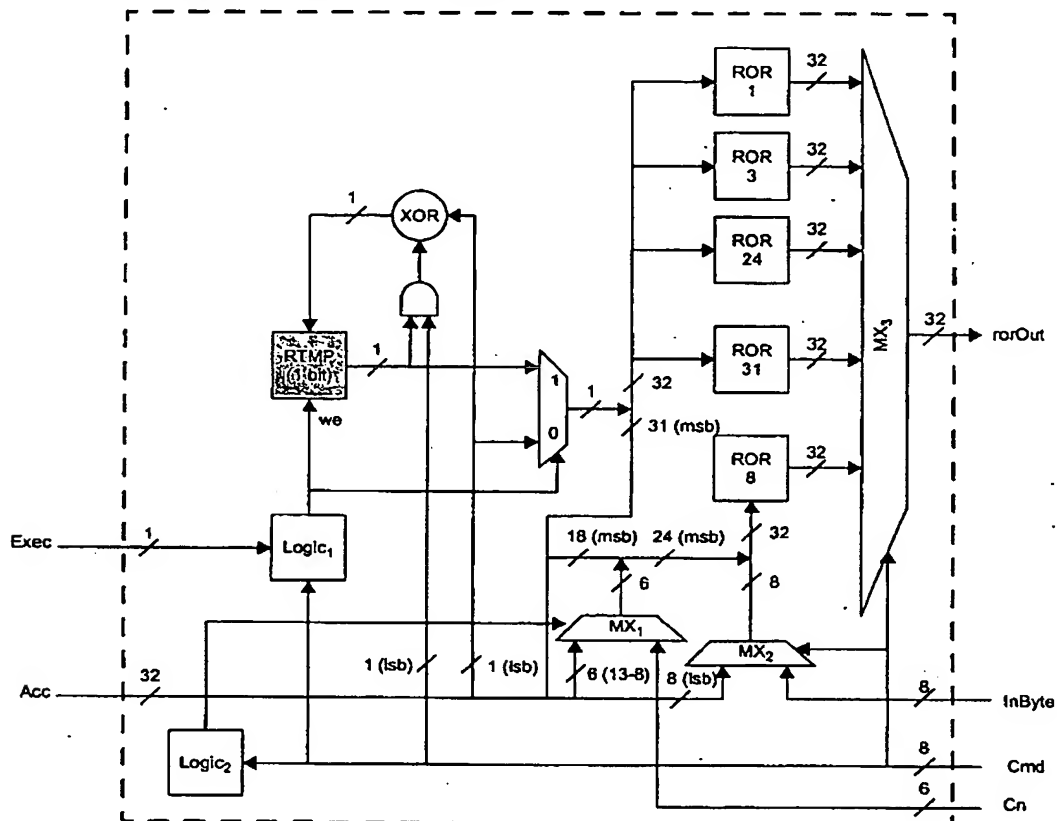 ROR
1
32
ROR
3
32
ROR
24
32
ROR
31
32
ROR
8
32
MX3
32
rorOut
1
XOR
RTMP
(1 bit)
1
we
1
0
1
32
31 (msb)
Exec
1
Logic1
18 (msb)
24 (msb)
32
6
8
MX1
MX2
1 (lsb)
1 (lsb)
6 (13-8)
8 (lsb)
Acc
32
8
InByte
Logic2
8
Cmd
6
Cn